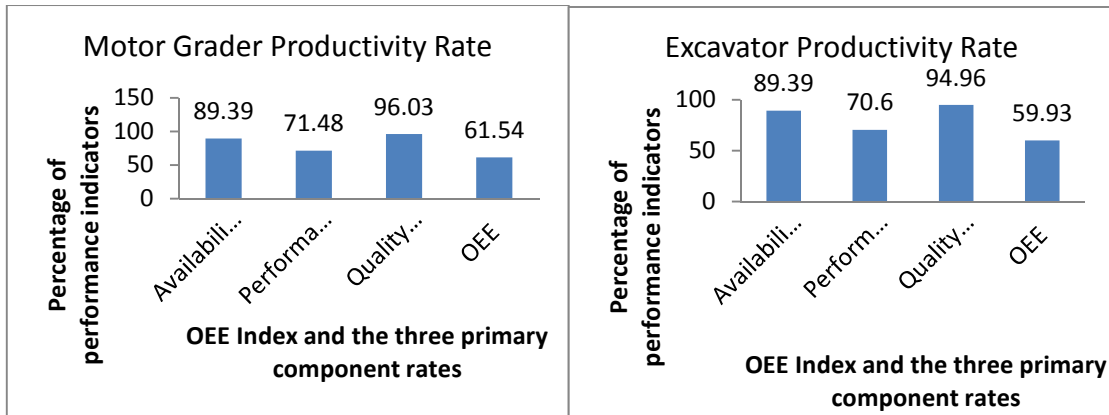 Motor Grader Productivity Rate
Percentage of
performance indicators
150
100
50
0
89.39
71.48
96.03
61.54
Availabili...
Performa...
Quality...
OEE
OEE Index and the three primary
component rates
Excavator Productivity Rate
Percentage of
performance indicators
100
50
0
89.39
70.6
94.96
59.93
Availabili...
Perform...
Quality...
OEE
OEE Index and the three primary
component rates